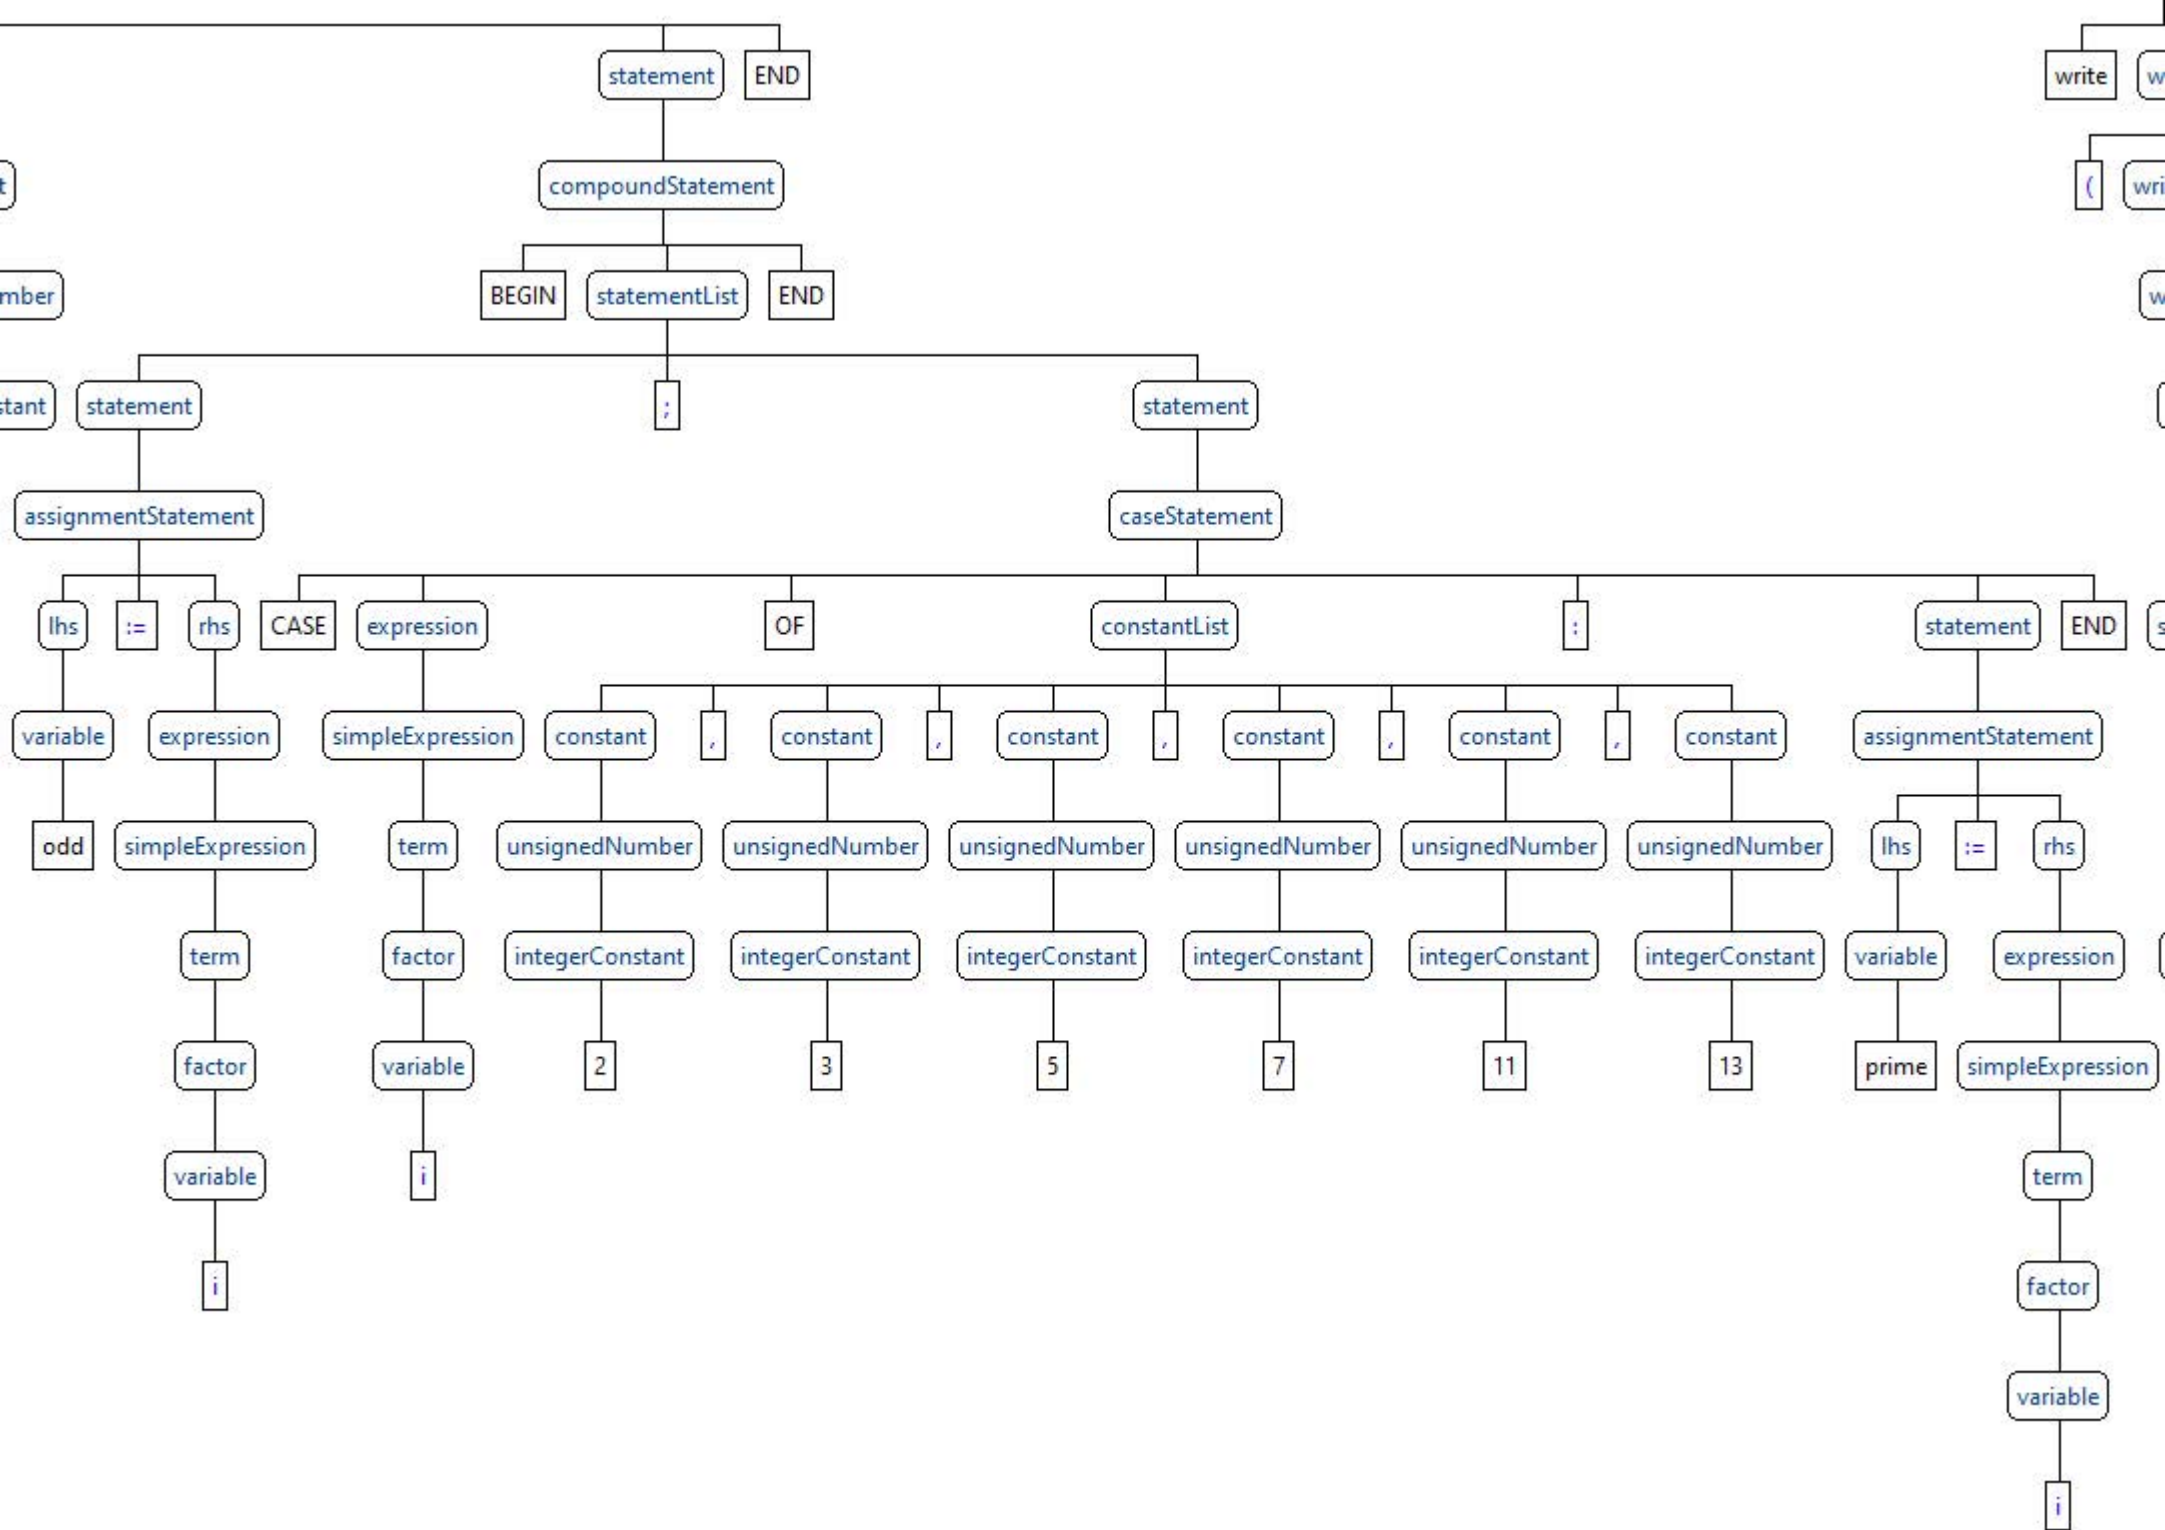 statement END write
compoundStatement (
BEGIN statementList END
statement ; statement
assignmentStatement caseStatement
lhs := rhs CASE expression OF constantList : statement END
variable expression simpleExpression constant , constant , constant , constant , constant , constant assignmentStatement
odd simpleExpression term unsignedNumber unsignedNumber unsignedNumber unsignedNumber unsignedNumber unsignedNumber lhs := rhs
term factor integerConstant integerConstant integerConstant integerConstant integerConstant integerConstant variable expression
factor variable 2 3 5 7 11 13 prime simpleExpression
variable i term
i factor
variable
i